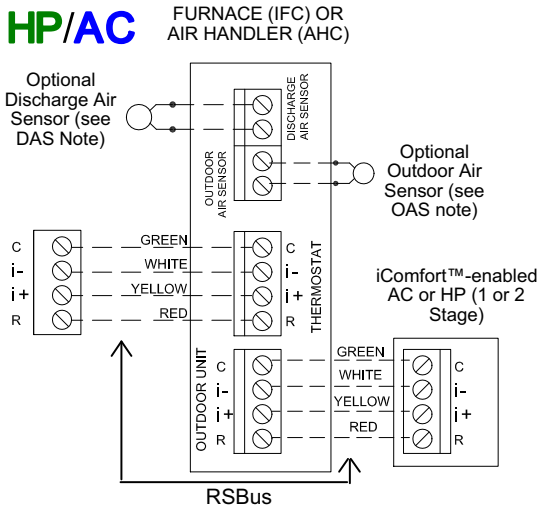 HP/AC
FURNACE (IFC) OR
AIR HANDLER (AHC)
Optional
Discharge Air
Sensor (see
DAS Note)
DISCHARGE
AIR SENSOR
OUTDOOR
AIR SENSOR
Optional
Outdoor Air
Sensor (see
OAS note)
C
i-
i+
R
GREEN
WHITE
YELLOW
RED
C
i-
i+
R
THERMOSTAT
iComfort™-enabled
AC or HP (1 or 2
Stage)
OUTDOOR UNIT
C
i-
i+
R
GREEN
WHITE
YELLOW
RED
C
i-
i+
R
RSBus